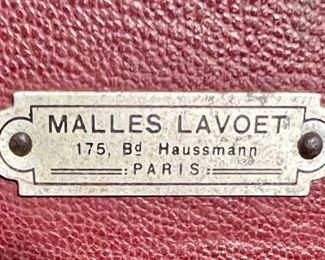 MALLES LAVOET
175, Bd Haussmann
PARIS